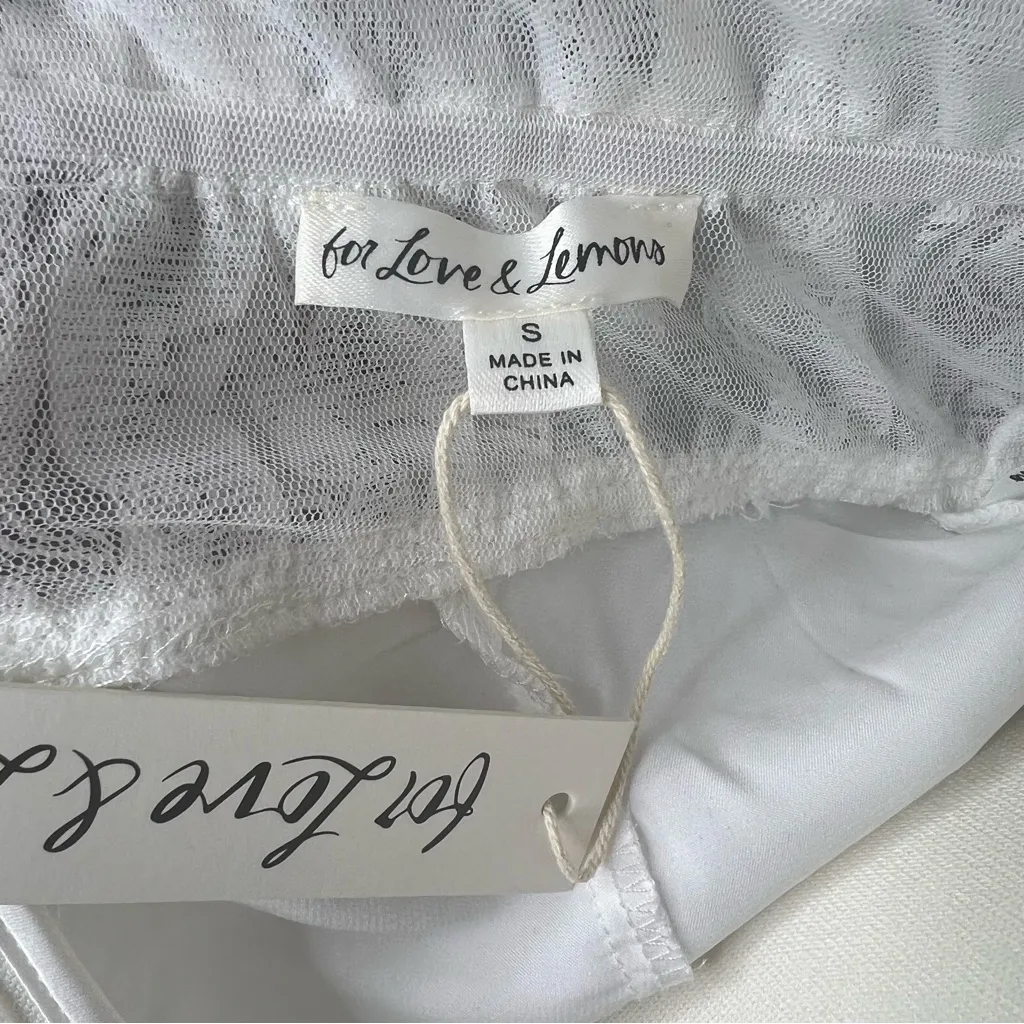 for Love & Lemons
S
MADE IN
CHINA
for Love &